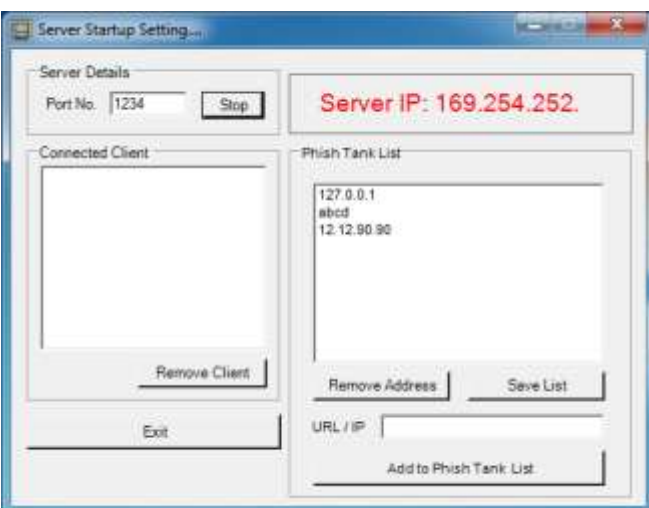 Server Startup Setting....
Server Details
Port No. 1234 Stop
Server IP: 169.254.252.
Connected Client
Phish Tank List
127.0.0.1
abcd
12.12.90.90
Remove Client
Remove Address Save List
Exit
URL / IP
Add to Phish Tank List